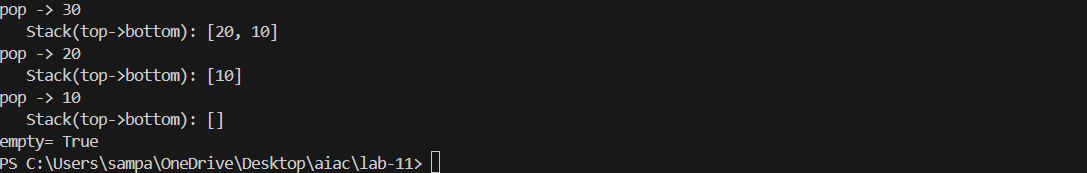 pop -> 30
   Stack(top->bottom): [20, 10]
pop -> 20
   Stack(top->bottom): [10]
pop -> 10
   Stack(top->bottom): []
empty= True
PS C:\Users\sampa\OneDrive\Desktop\aiac\lab-11>